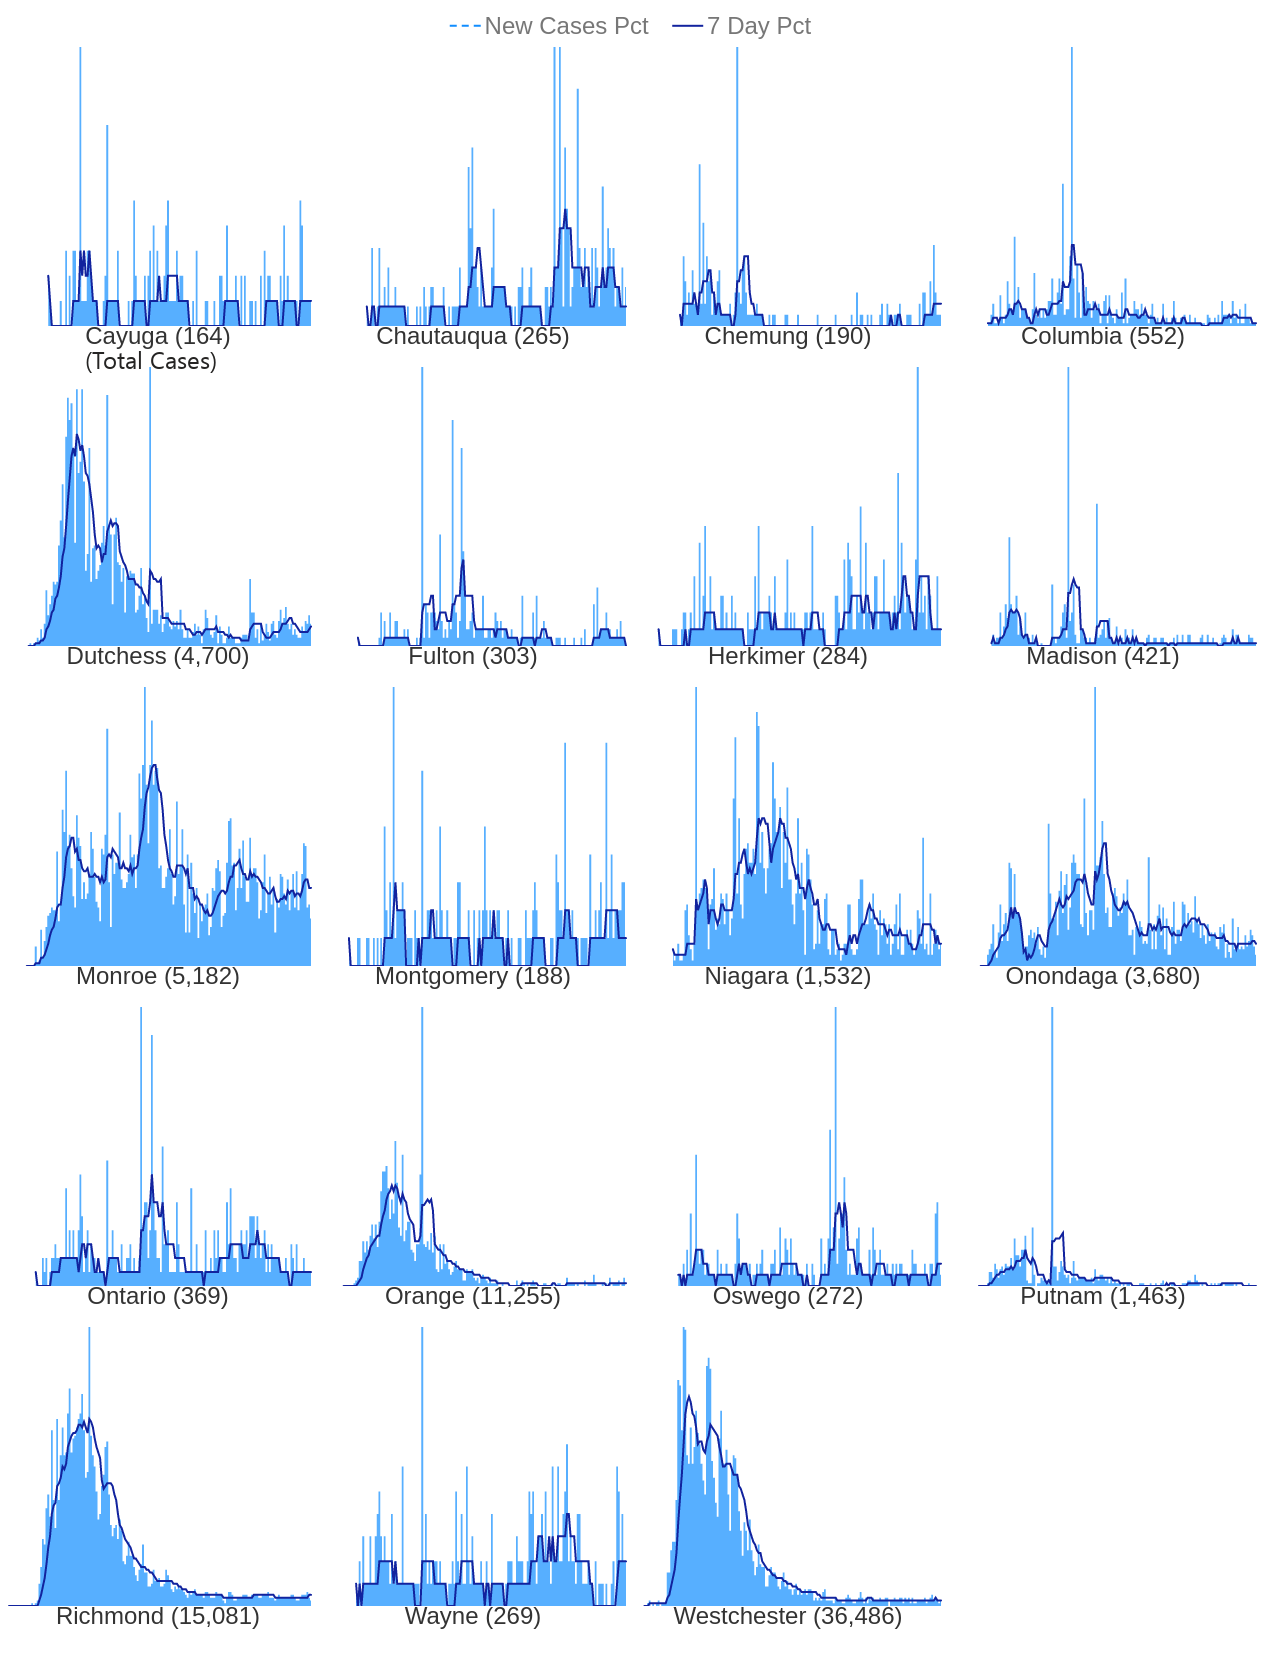 New Cases Pct 7 Day Pct
Cayuga (164) Chautauqua (265) Chemung (190) Columbia (552)
(Total Cases)
Dutchess (4,700) Fulton (303) Herkimer (284) Madison (421)
Monroe (5,182) Montgomery (188) Niagara (1,532) Onondaga (3,680)
Ontario (369) Orange (11,255) Oswego (272) Putnam (1,463)
Richmond (15,081) Wayne (269) Westchester (36,486)